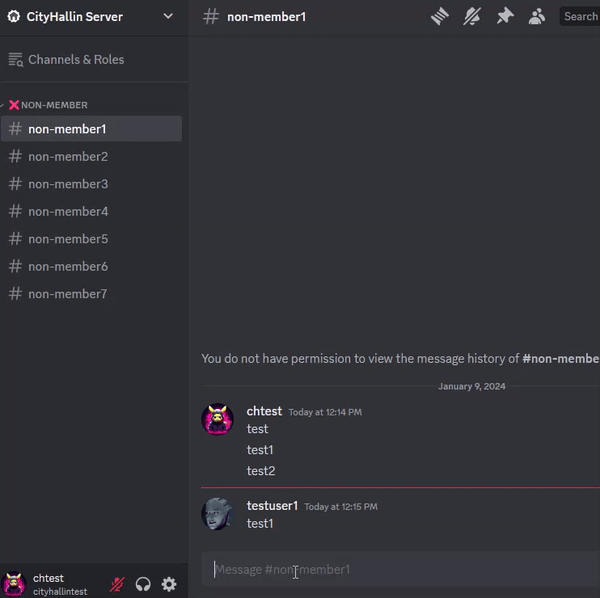 CityHallin Server
# non-member1
Search
Channels & Roles
NON-MEMBER
# non-member1
# non-member2
# non-member3
# non-member4
# non-member5
# non-member6
# non-member7
You do not have permission to view the message history of #non-membe
January 9, 2024
chtest Today at 12:14 PM
test
test1
test2
testuser1 Today at 12:15 PM
test1
Message #non-member1
chtest
cityhallintest